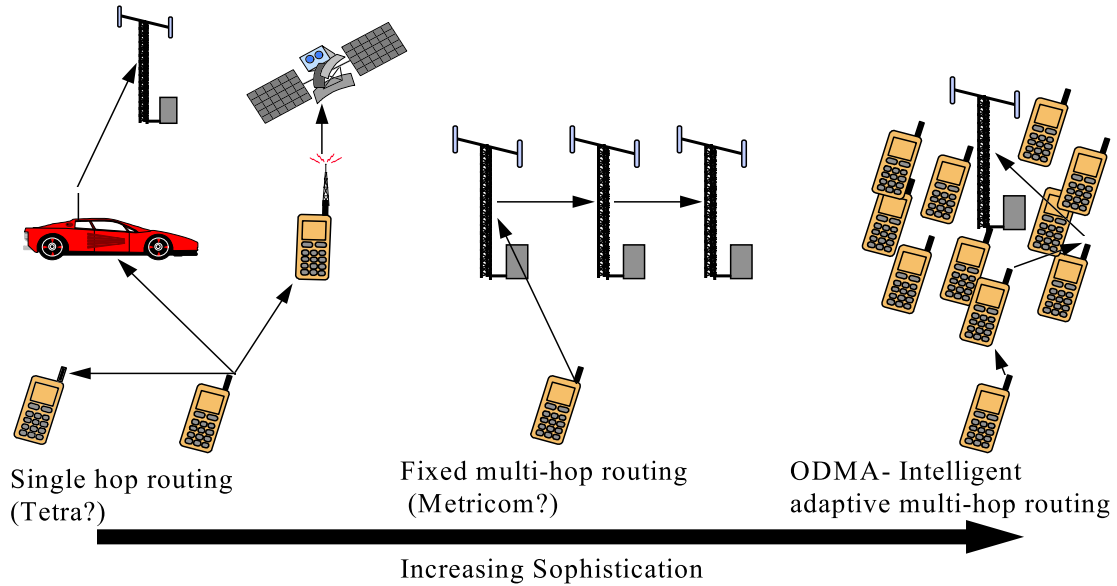 Single hop routing
(Tetra?)
Fixed multi-hop routing
(Metricom?)
ODMA- Intelligent
adaptive multi-hop routing
Increasing Sophistication